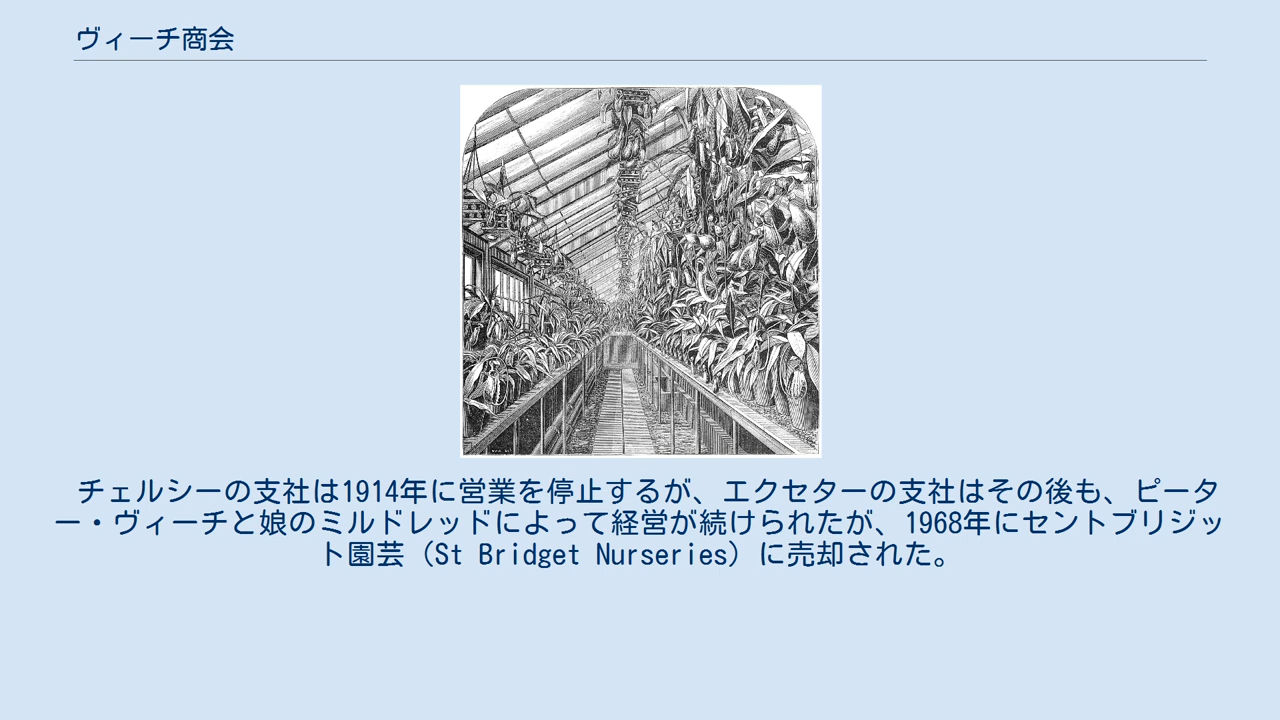 ヴィーチ商会
チェルシーの支社は1914年に営業を停止するが、エクセターの支社はその後も、ピータ
ー・ヴィーチと娘のミルドレッドによって経営が続けられたが、1968年にセントブリジッ
ト園芸（St Bridget Nurseries）に売却された。